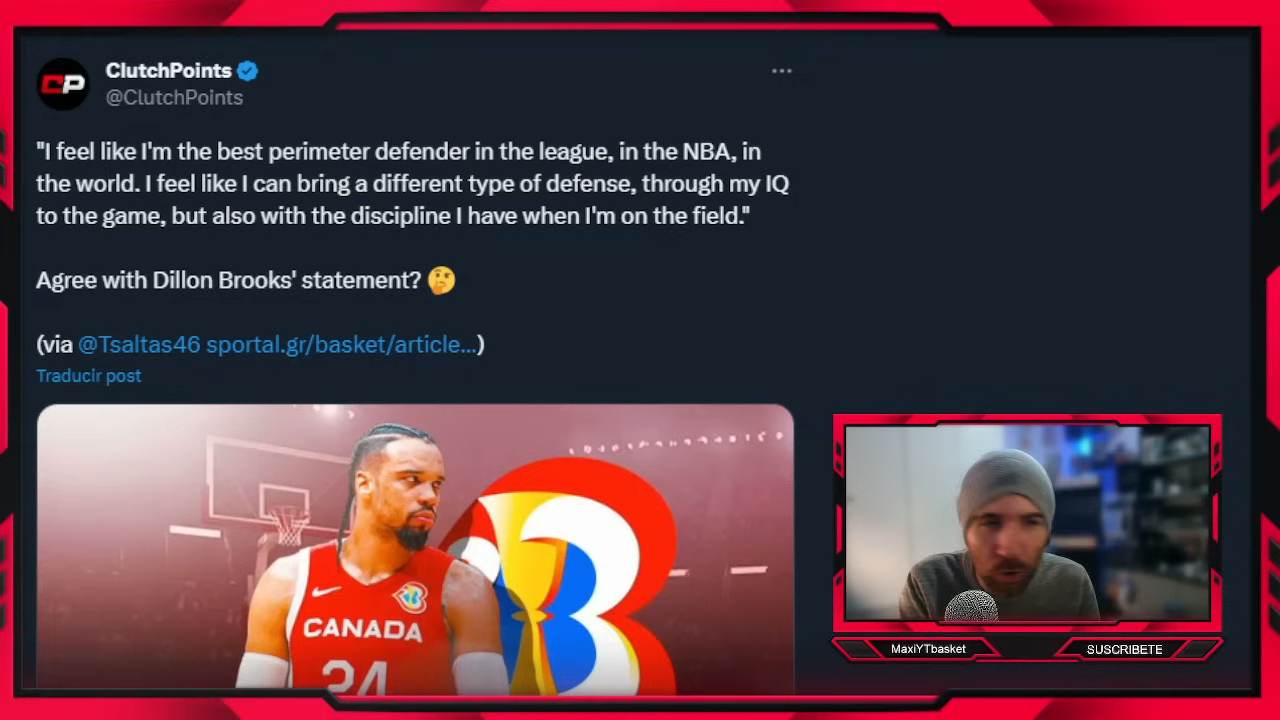 CP
ClutchPoints
@ClutchPoints
"I feel like I'm the best perimeter defender in the league, in the NBA, in
the world. I feel like I can bring a different type of defense, through my IQ
to the game, but also with the discipline I have when I'm on the field."
Agree with Dillon Brooks' statement? 🤔
(via @Tsaltas46 sportal.gr/basket/article...)
Traducir post
CANADA
24
MaxiYTbasket
SUSCRIBETE